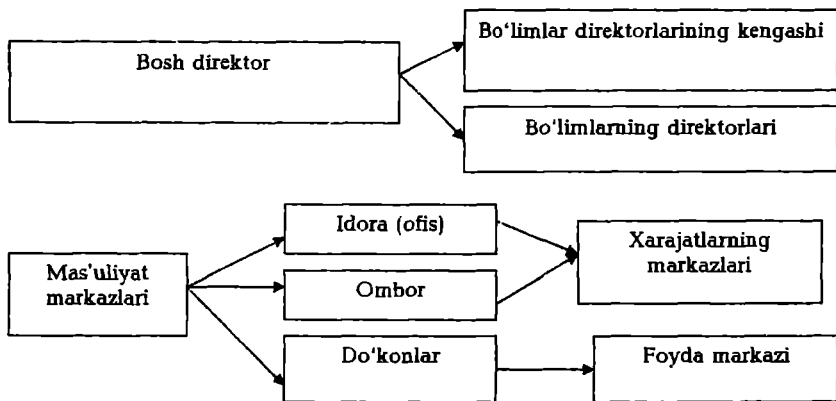 Bosh direktor
Bo‘limlar direktorlarining kengashi
Bo‘limlarning direktorlari
Mas'uliyat
markazlari
Idora (ofis)
Ombor
Do‘konlar
Xarajatlarning
markazlari
Foyda markazi